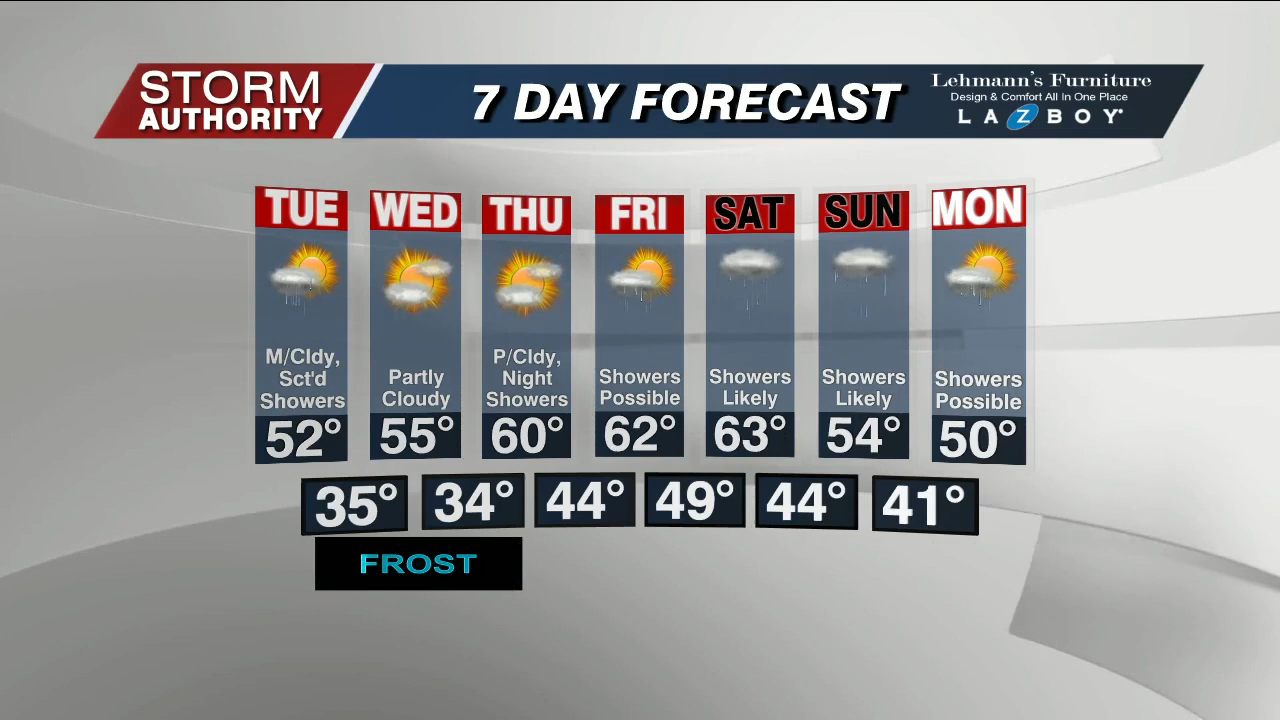 STORM
AUTHORITY
7 DAY FORECAST
Lehmann's Furniture
Design & Comfort All In One Place
LAZBOY®
TUE
M/Cldy,
Sct'd
Showers
52°
WED
Partly
Cloudy
55°
THU
P/Cldy,
Night
Showers
60°
FRI
Showers
Possible
62°
SAT
Showers
Likely
63°
SUN
Showers
Likely
54°
MON
Showers
Possible
50°
35° 34° 44° 49° 44° 41°
FROST